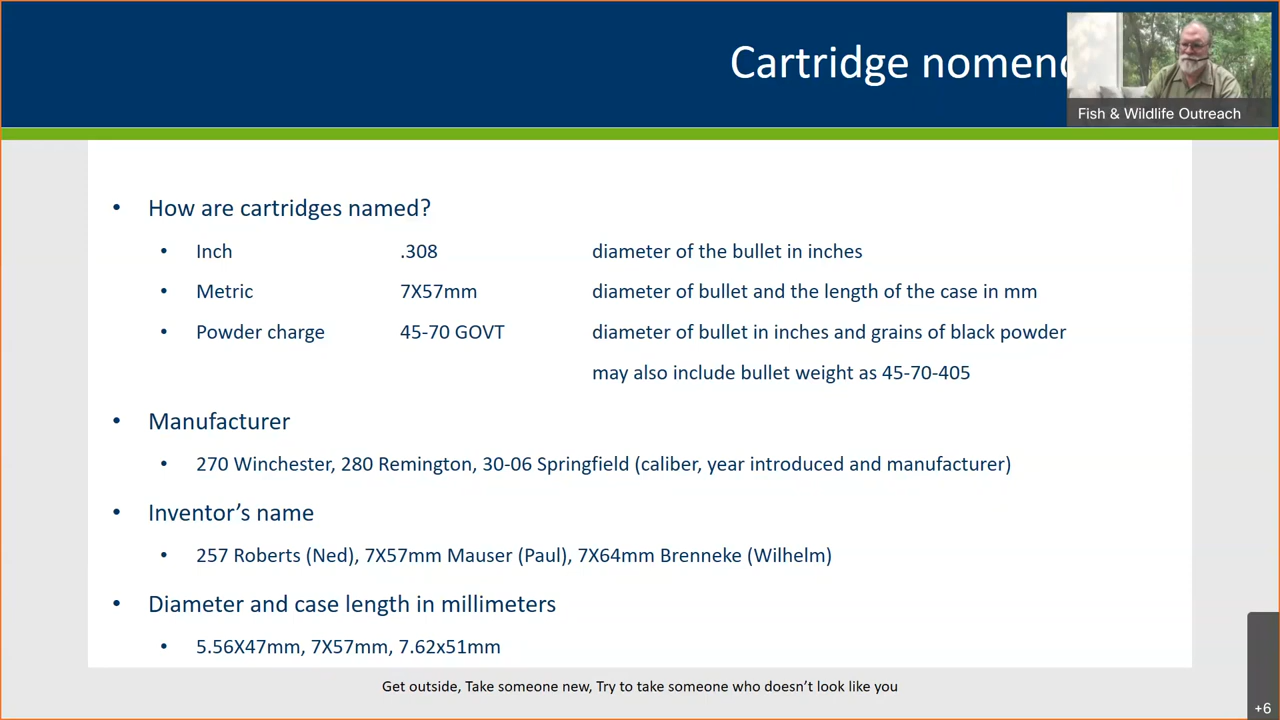 Cartridge nomenc
Fish & Wildlife Outreach
• How are cartridges named?
• Inch .308 diameter of the bullet in inches
• Metric 7X57mm diameter of bullet and the length of the case in mm
• Powder charge 45-70 GOVT diameter of bullet in inches and grains of black powder
may also include bullet weight as 45-70-405
• Manufacturer
• 270 Winchester, 280 Remington, 30-06 Springfield (caliber, year introduced and manufacturer)
• Inventor’s name
• 257 Roberts (Ned), 7X57mm Mauser (Paul), 7X64mm Brenneke (Wilhelm)
• Diameter and case length in millimeters
• 5.56X47mm, 7X57mm, 7.62x51mm
Get outside, Take someone new, Try to take someone who doesn’t look like you
+6